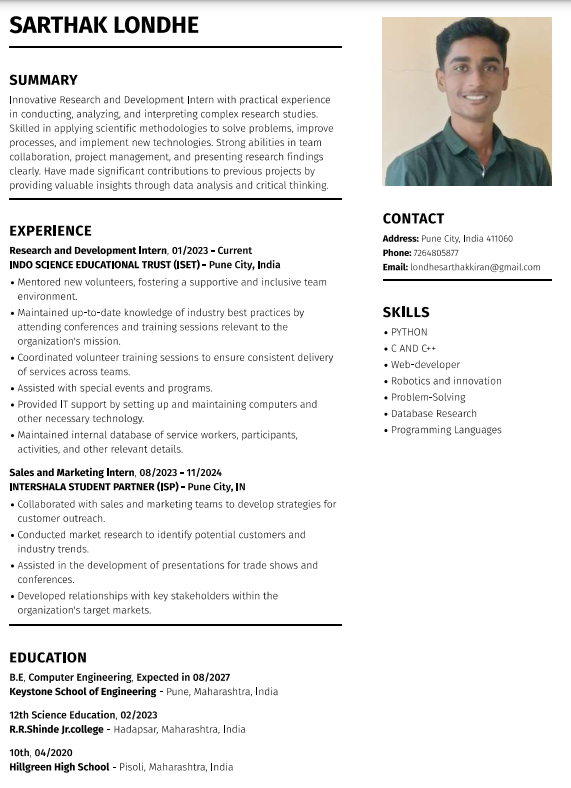 SARTHAK LONDHE
SUMMARY
Innovative Research and Development Intern with practical experience
in conducting, analyzing, and interpreting complex research studies.
Skilled in applying scientific methodologies to solve problems, improve
processes, and implement new technologies. Strong abilities in team
collaboration, project management, and presenting research findings
clearly. Have made significant contributions to previous projects by
providing valuable insights through data analysis and critical thinking.
EXPERIENCE
Research and Development Intern, 01/2023 - Current
INDO SCIENCE EDUCATIONAL TRUST (ISET) - Pune City, India
• Mentored new volunteers, fostering a supportive and inclusive team
environment.
• Maintained up-to-date knowledge of industry best practices by
attending conferences and training sessions relevant to the
organization's mission.
• Coordinated volunteer training sessions to ensure consistent delivery
of services across teams.
• Assisted with special events and programs.
• Provided IT support by setting up and maintaining computers and
other necessary technology.
• Maintained internal database of service workers, participants,
activities, and other relevant details.
Sales and Marketing Intern, 08/2023 - 11/2024
INTERSHALA STUDENT PARTNER (ISP) - Pune City, IN
• Collaborated with sales and marketing teams to develop strategies for
customer outreach.
• Conducted market research to identify potential customers and
industry trends.
• Assisted in the development of presentations for trade shows and
conferences.
• Developed relationships with key stakeholders within the
organization's target markets.
EDUCATION
B.E, Computer Engineering, Expected in 08/2027
Keystone School of Engineering - Pune, Maharashtra, India
12th Science Education, 02/2023
R.R.Shinde Jr.college - Hadapsar, Maharashtra, India
10th, 04/2020
Hillgreen High School - Pisoli, Maharashtra, India
CONTACT
Address: Pune City, India 411060
Phone: 7264805877
Email: londhesarthakkiran@gmail.com
SKILLS
• PYTHON
• C AND C++
• Web-developer
• Robotics and innovation
• Problem-Solving
• Database Research
• Programming Languages